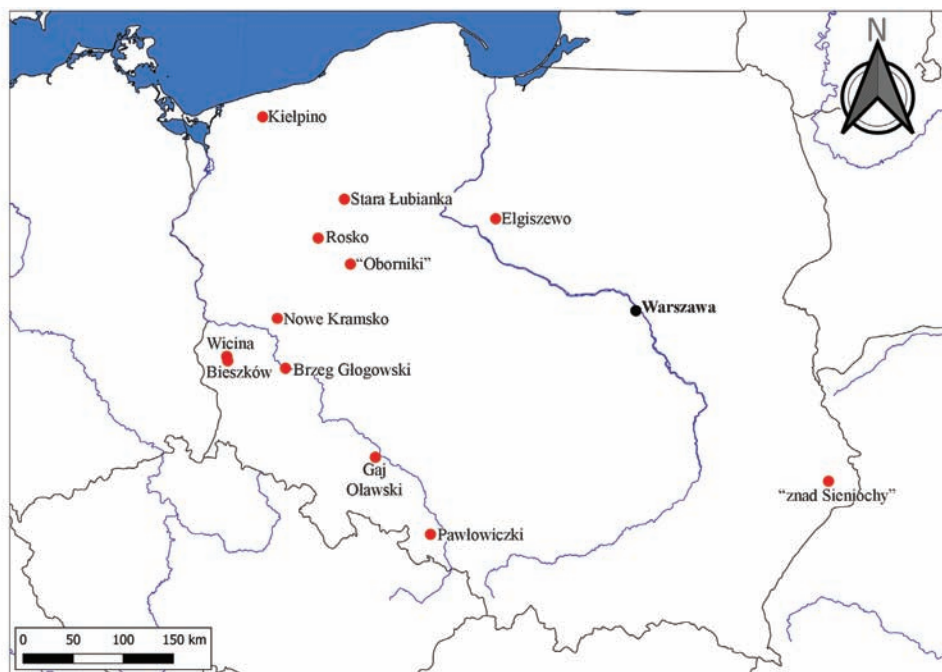 N
Kiełpino
Stara Łubianka
Elgiszewo
Rosko
“Oborniki”
Warszawa
Nowe Kramsko
Wicina
Bieszków
Brzeg Głogowski
Gaj
Oławski
“znad Sieniochy”
Pawłowiczki
0 50 100 150 km